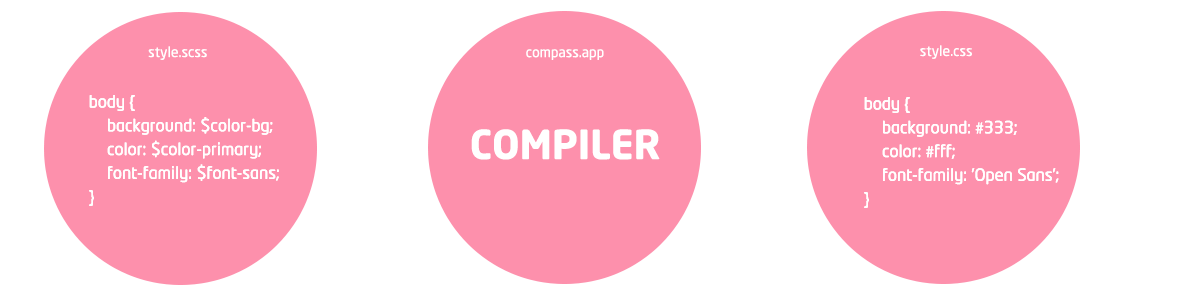 style.scss
body {
background: $color-bg;
color: $color-primary;
font-family: $font-sans;
}
compass.app
COMPILER
style.css
body {
background: #333;
color: #fff;
font-family: 'Open Sans';
}